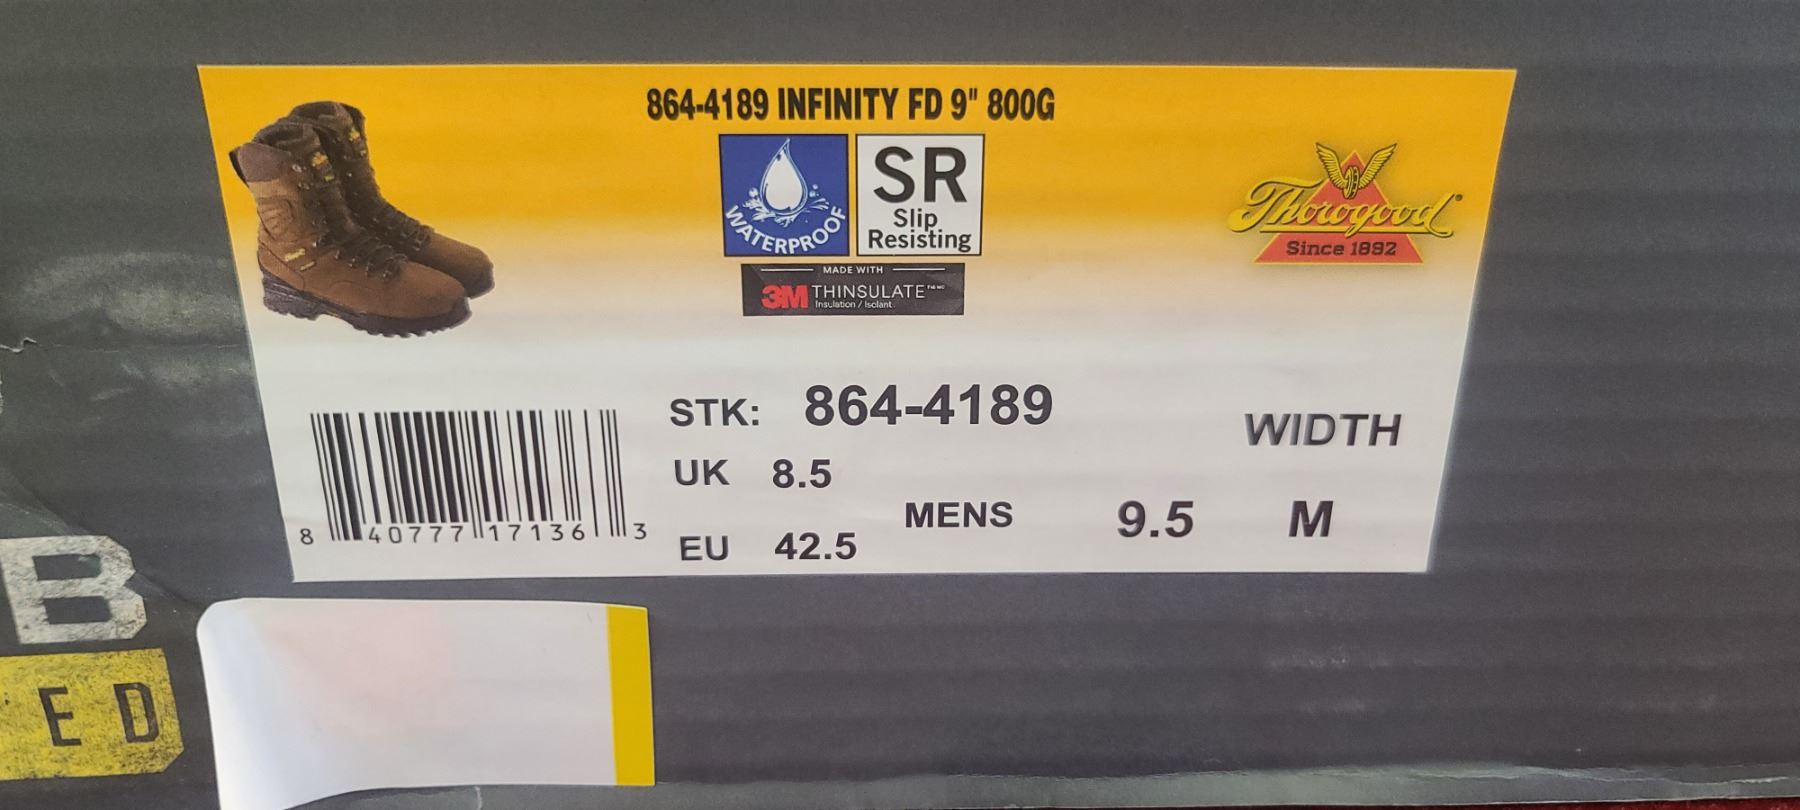 864-4189 INFINITY FD 9" 800G
WATERPROOF
SR
Slip
Resisting
MADE WITH
3M THINSULATE
Insulation / Isolant
Thorogood®
Since 1892
STK: 864-4189
WIDTH
UK 8.5
MENS 9.5 M
EU 42.5
8 40777 17136 3
B
ED